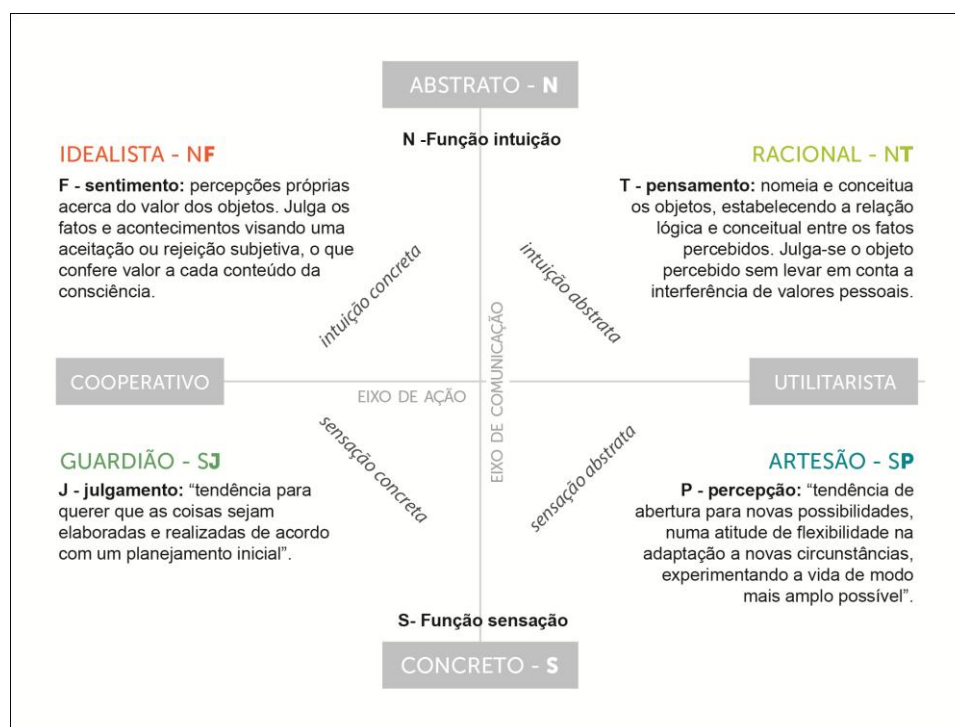 ABSTRATO - N
N -Função intuição
IDEALISTA - NF
F - sentimento: percepções próprias
acerca do valor dos objetos. Julga os
fatos e acontecimentos visando uma
aceitação ou rejeição subjetiva, o que
confere valor a cada conteúdo da
consciência.
RACIONAL - NT
T - pensamento: nomeia e conceitua
os objetos, estabelecendo a relação
lógica e conceitual entre os fatos
percebidos. Julga-se o objeto
percebido sem levar em conta a
interferência de valores pessoais.
intuição concreta
intuição abstrata
COOPERATIVO
EIXO DE AÇÃO
EIXO DE COMUNICAÇÃO
UTILITARISTA
sensação concreta
sensação abstrata
GUARDIÃO - SJ
J - julgamento: “tendência para
querer que as coisas sejam
elaboradas e realizadas de acordo
com um planejamento inicial”.
ARTESÃO - SP
P - percepção: “tendência de
abertura para novas possibilidades,
numa atitude de flexibilidade na
adaptação a novas circunstâncias,
experimentando a vida de modo
mais amplo possível”.
S- Função sensação
CONCRETO - S